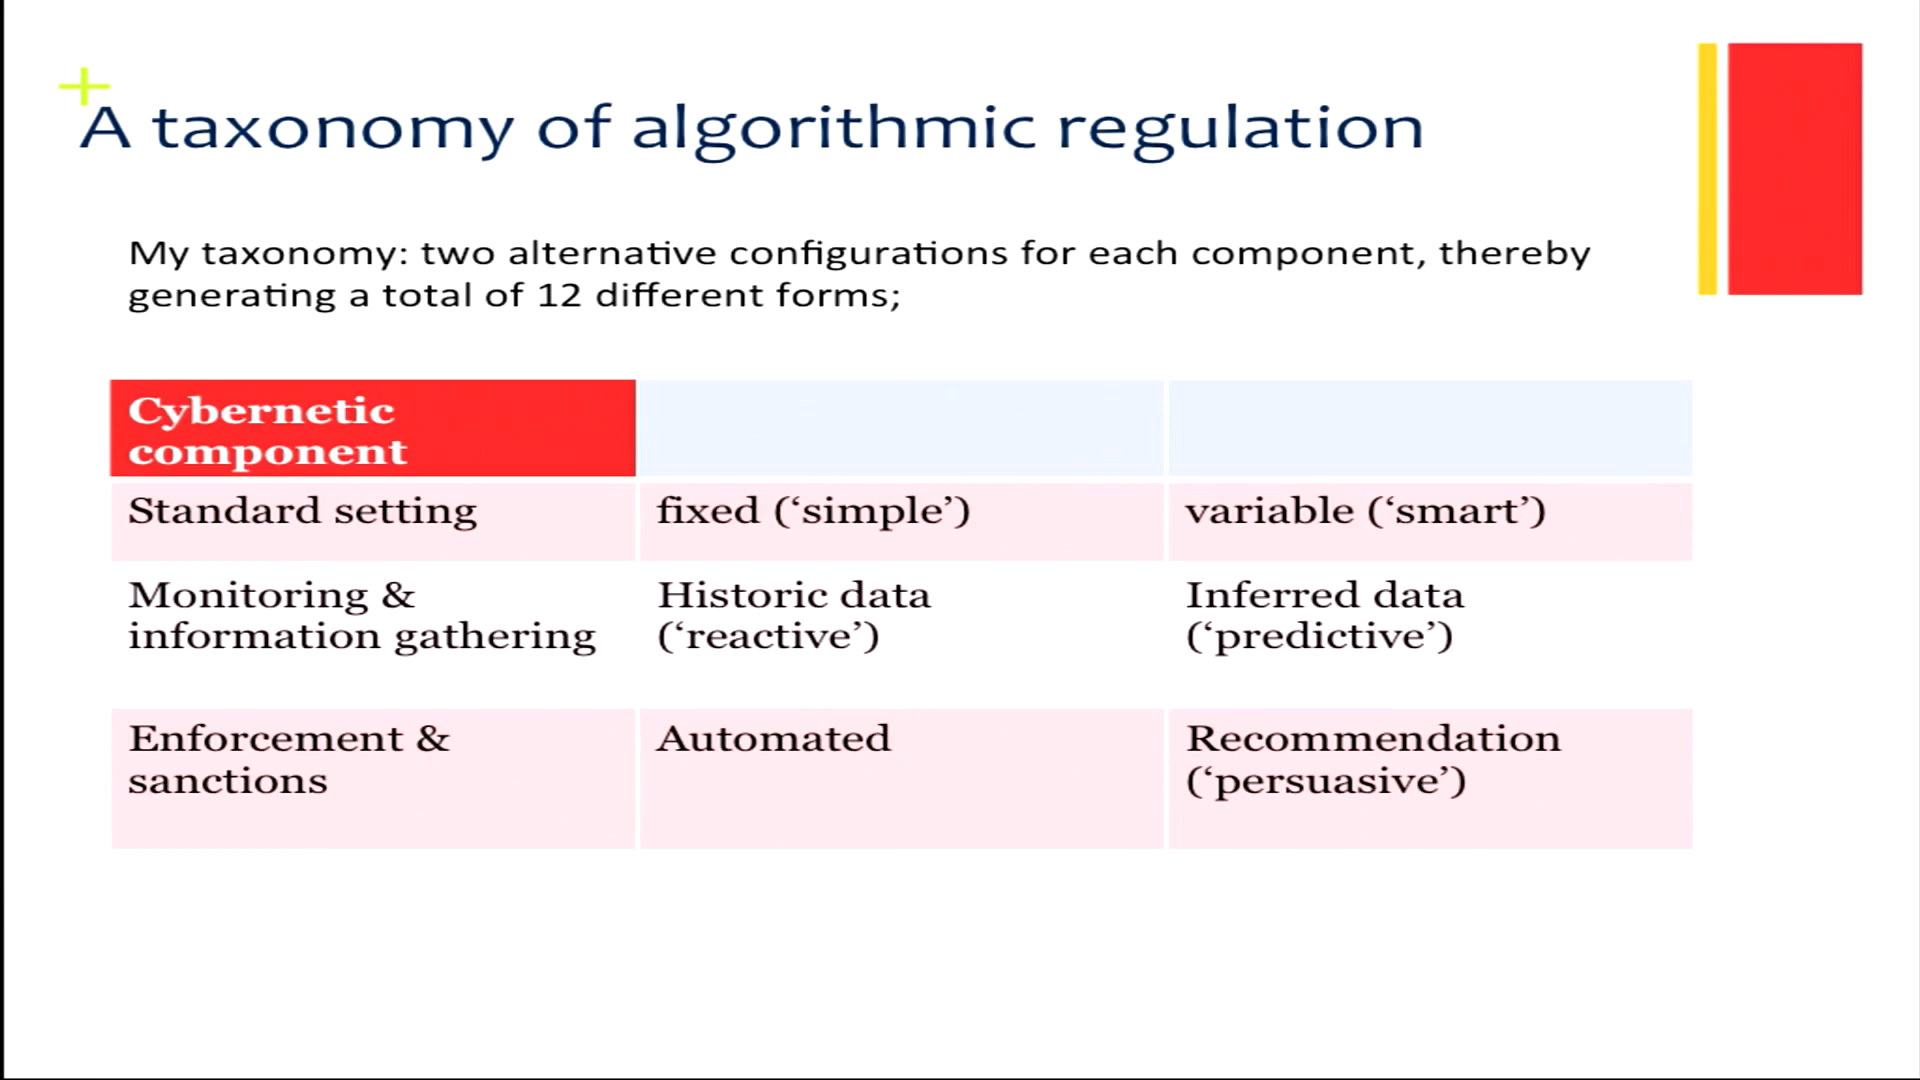 A taxonomy of algorithmic regulation
My taxonomy: two alternative configurations for each component, thereby
generating a total of 12 different forms;
Cybernetic
component
Standard setting
fixed (‘simple’)
variable (‘smart’)
Monitoring &
information gathering
Historic data
(‘reactive’)
Inferred data
(‘predictive’)
Enforcement &
sanctions
Automated
Recommendation
(‘persuasive’)